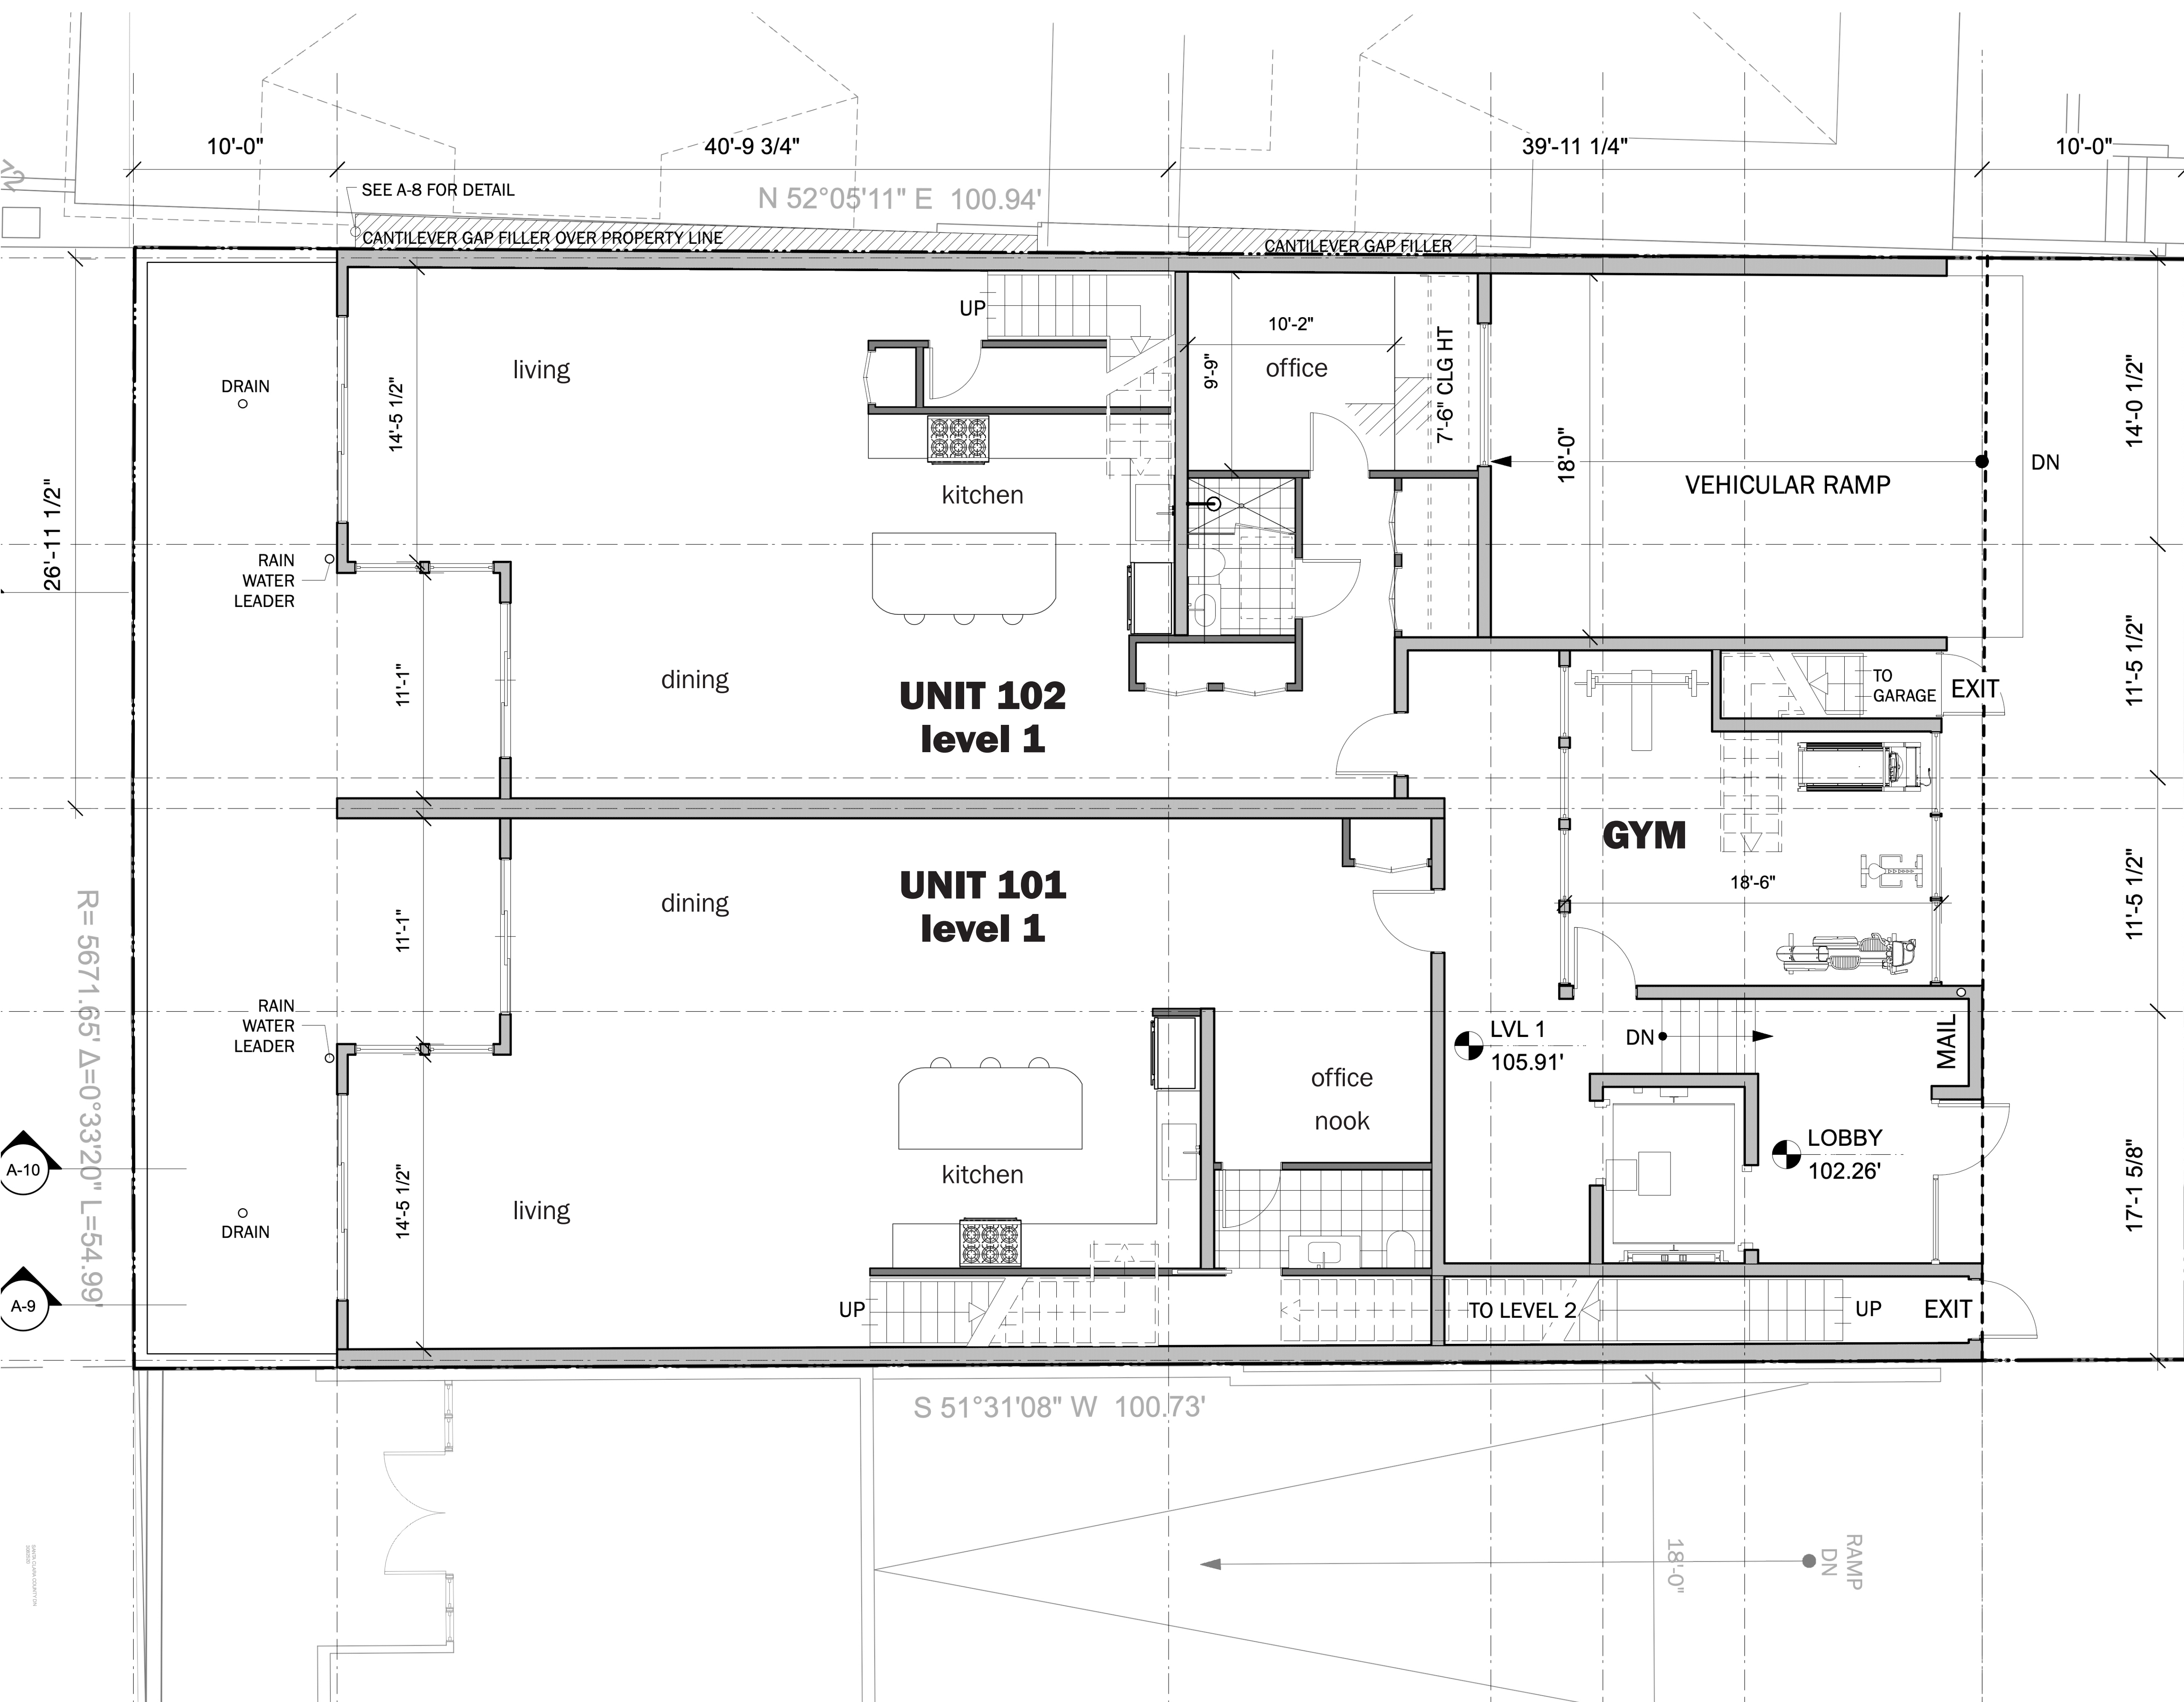 10'-0"
40'-9 3/4"
39'-11 1/4"
10'-0"
SEE A-8 FOR DETAIL
N 52°05'11" E 100.94'
CANTILEVER GAP FILLER OVER PROPERTY LINE
CANTILEVER GAP FILLER
UP
living
DRAIN
14'-5 1/2"
10'-2"
office
9'-9"
7'-6" CLG HT
18'-0"
VEHICULAR RAMP
DN
14'-0 1/2"
kitchen
26'-11 1/2"
RAIN
WATER
LEADER
11'-1"
dining
UNIT 102
level 1
TO
GARAGE
EXIT
11'-5 1/2"
GYM
18'-6"
UNIT 101
level 1
dining
11'-1"
11'-5 1/2"
R= 5671.65' Δ=0°33'20" L=54.99'
RAIN
WATER
LEADER
LVL 1
105.91'
DN
MAIL
office
nook
kitchen
LOBBY
102.26'
17'-1 5/8"
A-10
living
14'-5 1/2"
DRAIN
A-9
UP
TO LEVEL 2
UP
EXIT
S 51°31'08" W 100.73'
18'-0"
RAMP
DN